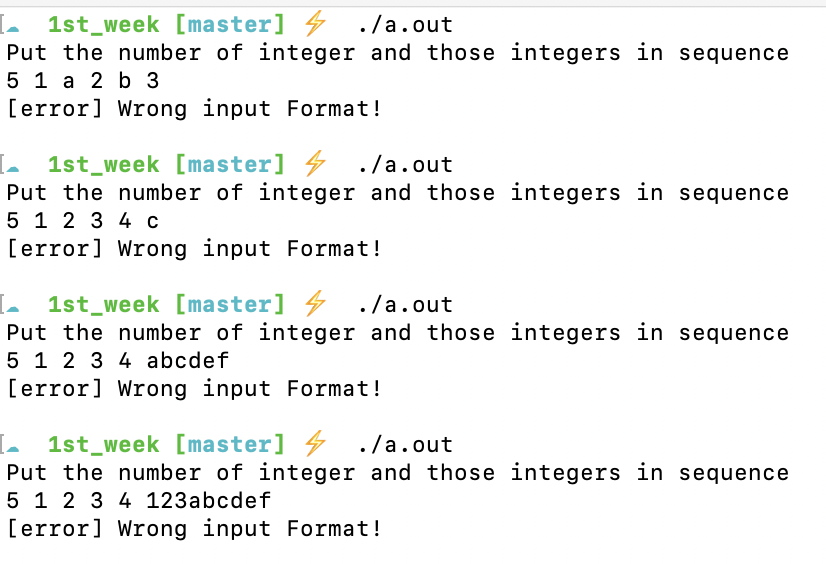 1st_week [master] ⚡ ./a.out
Put the number of integer and those integers in sequence
5 1 a 2 b 3
[error] Wrong input Format!
1st_week [master] ⚡ ./a.out
Put the number of integer and those integers in sequence
5 1 2 3 4 c
[error] Wrong input Format!
1st_week [master] ⚡ ./a.out
Put the number of integer and those integers in sequence
5 1 2 3 4 abcdef
[error] Wrong input Format!
1st_week [master] ⚡ ./a.out
Put the number of integer and those integers in sequence
5 1 2 3 4 123abcdef
[error] Wrong input Format!